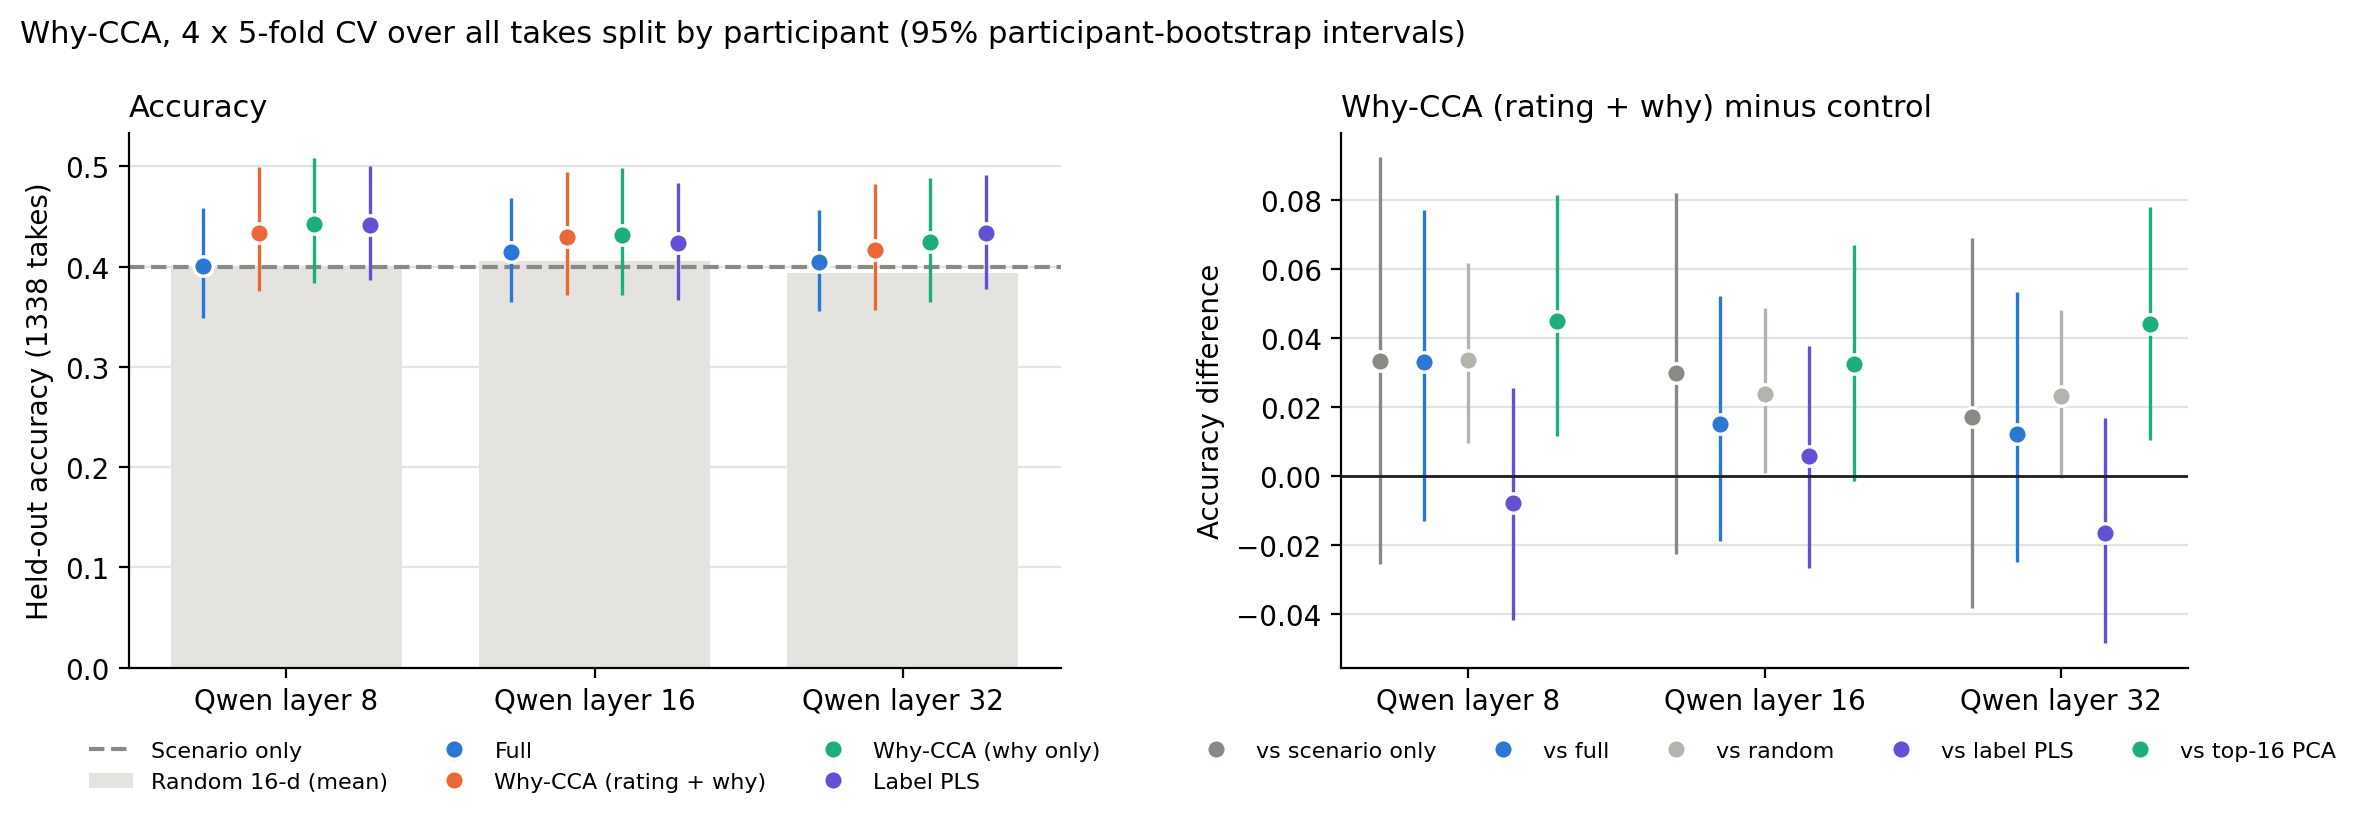 Why-CCA, 4 x 5-fold CV over all takes split by participant (95% participant-bootstrap intervals)
Accuracy
Held-out accuracy (1338 takes)
0.5
0.4
0.3
0.2
0.1
0.0
Qwen layer 8
Qwen layer 16
Qwen layer 32
Scenario only
Random 16-d (mean)
Full
Why-CCA (rating + why)
Why-CCA (why only)
Label PLS
Why-CCA (rating + why) minus control
Accuracy difference
0.08
0.06
0.04
0.02
0.00
−0.02
−0.04
Qwen layer 8
Qwen layer 16
Qwen layer 32
vs scenario only
vs full
vs random
vs label PLS
vs top-16 PCA